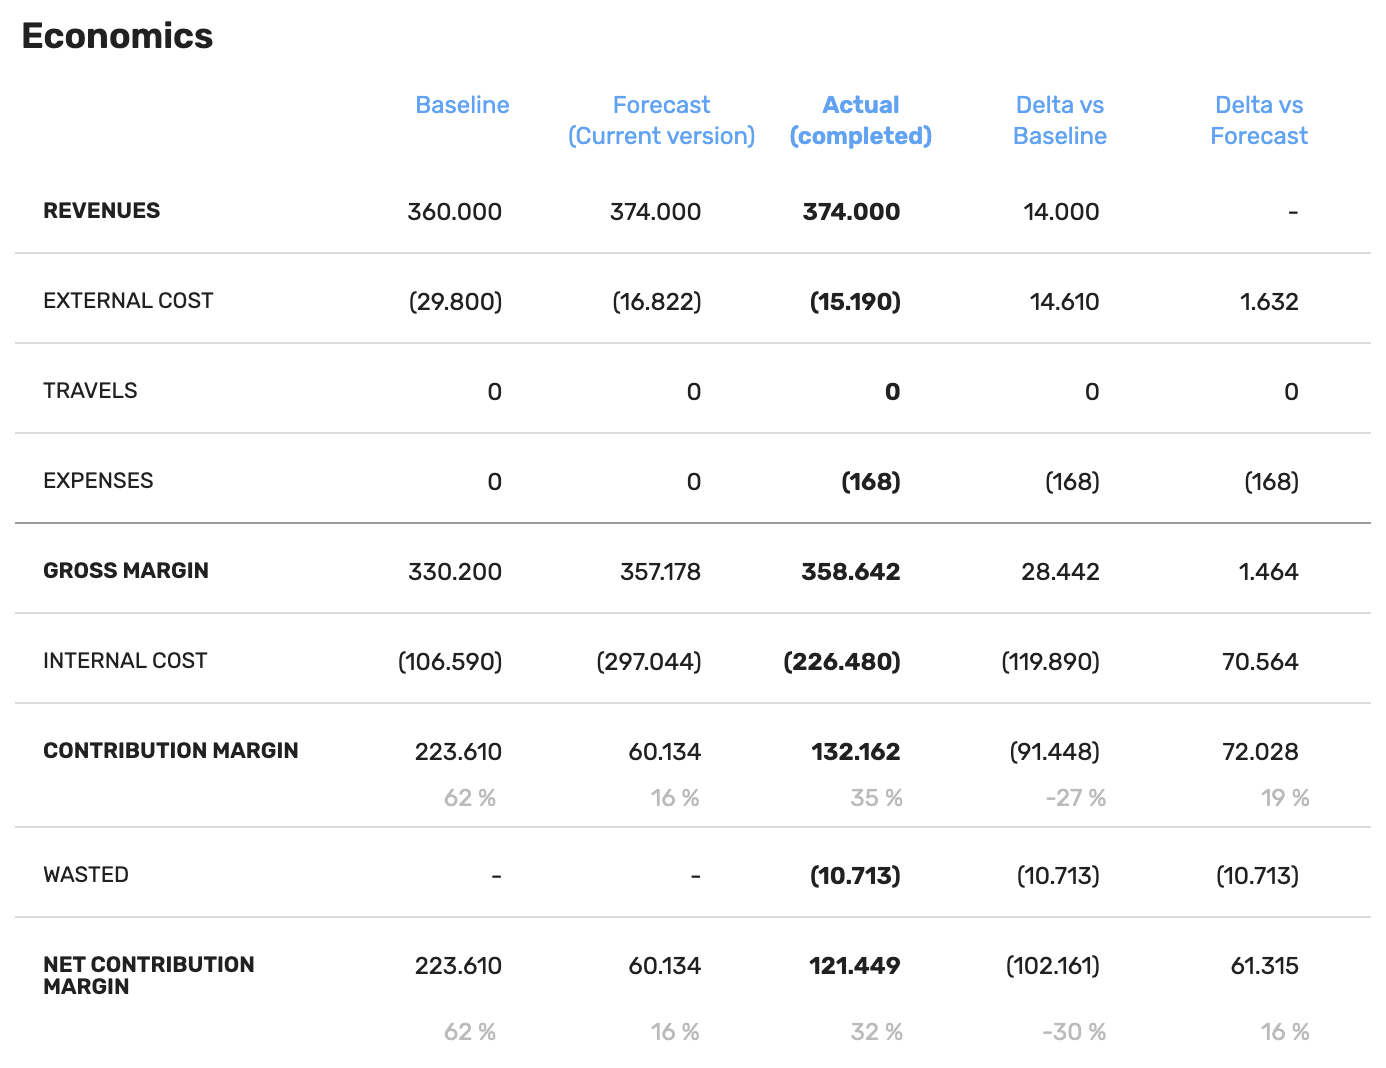 Economics
Baseline Forecast Actual Delta vs Delta vs
(Current version) (completed) Baseline Forecast
REVENUES 360.000 374.000 374.000 14.000 -
EXTERNAL COST (29.800) (16.822) (15.190) 14.610 1.632
TRAVELS 0 0 0 0 0
EXPENSES 0 0 (168) (168) (168)
GROSS MARGIN 330.200 357.178 358.642 28.442 1.464
INTERNAL COST (106.590) (297.044) (226.480) (119.890) 70.564
CONTRIBUTION MARGIN 223.610 60.134 132.162 (91.448) 72.028
62 % 16 % 35 % -27 % 19 %
WASTED - - (10.713) (10.713) (10.713)
NET CONTRIBUTION 223.610 60.134 121.449 (102.161) 61.315
MARGIN
62 % 16 % 32 % -30 % 16 %